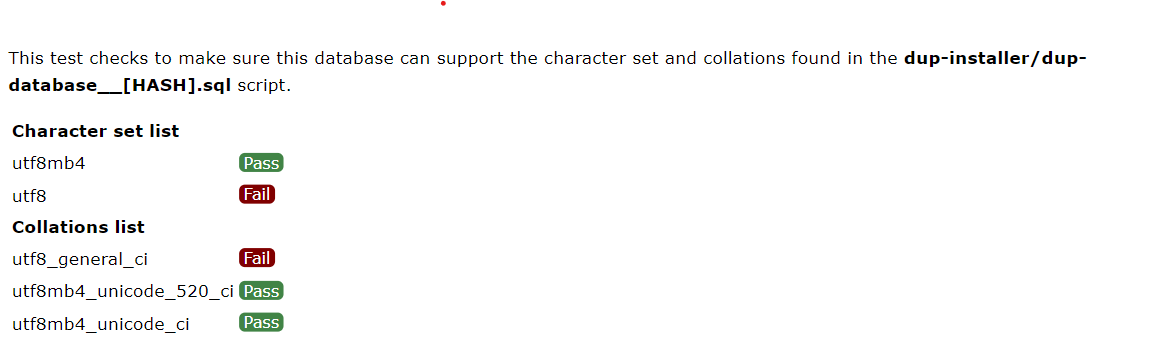 This test checks to make sure this database can support the character set and collations found in the dup-installer/dup-
database__[HASH].sql script.
Character set list
utf8mb4 Pass
utf8 Fail
Collations list
utf8_general_ci Fail
utf8mb4_unicode_520_ci Pass
utf8mb4_unicode_ci Pass